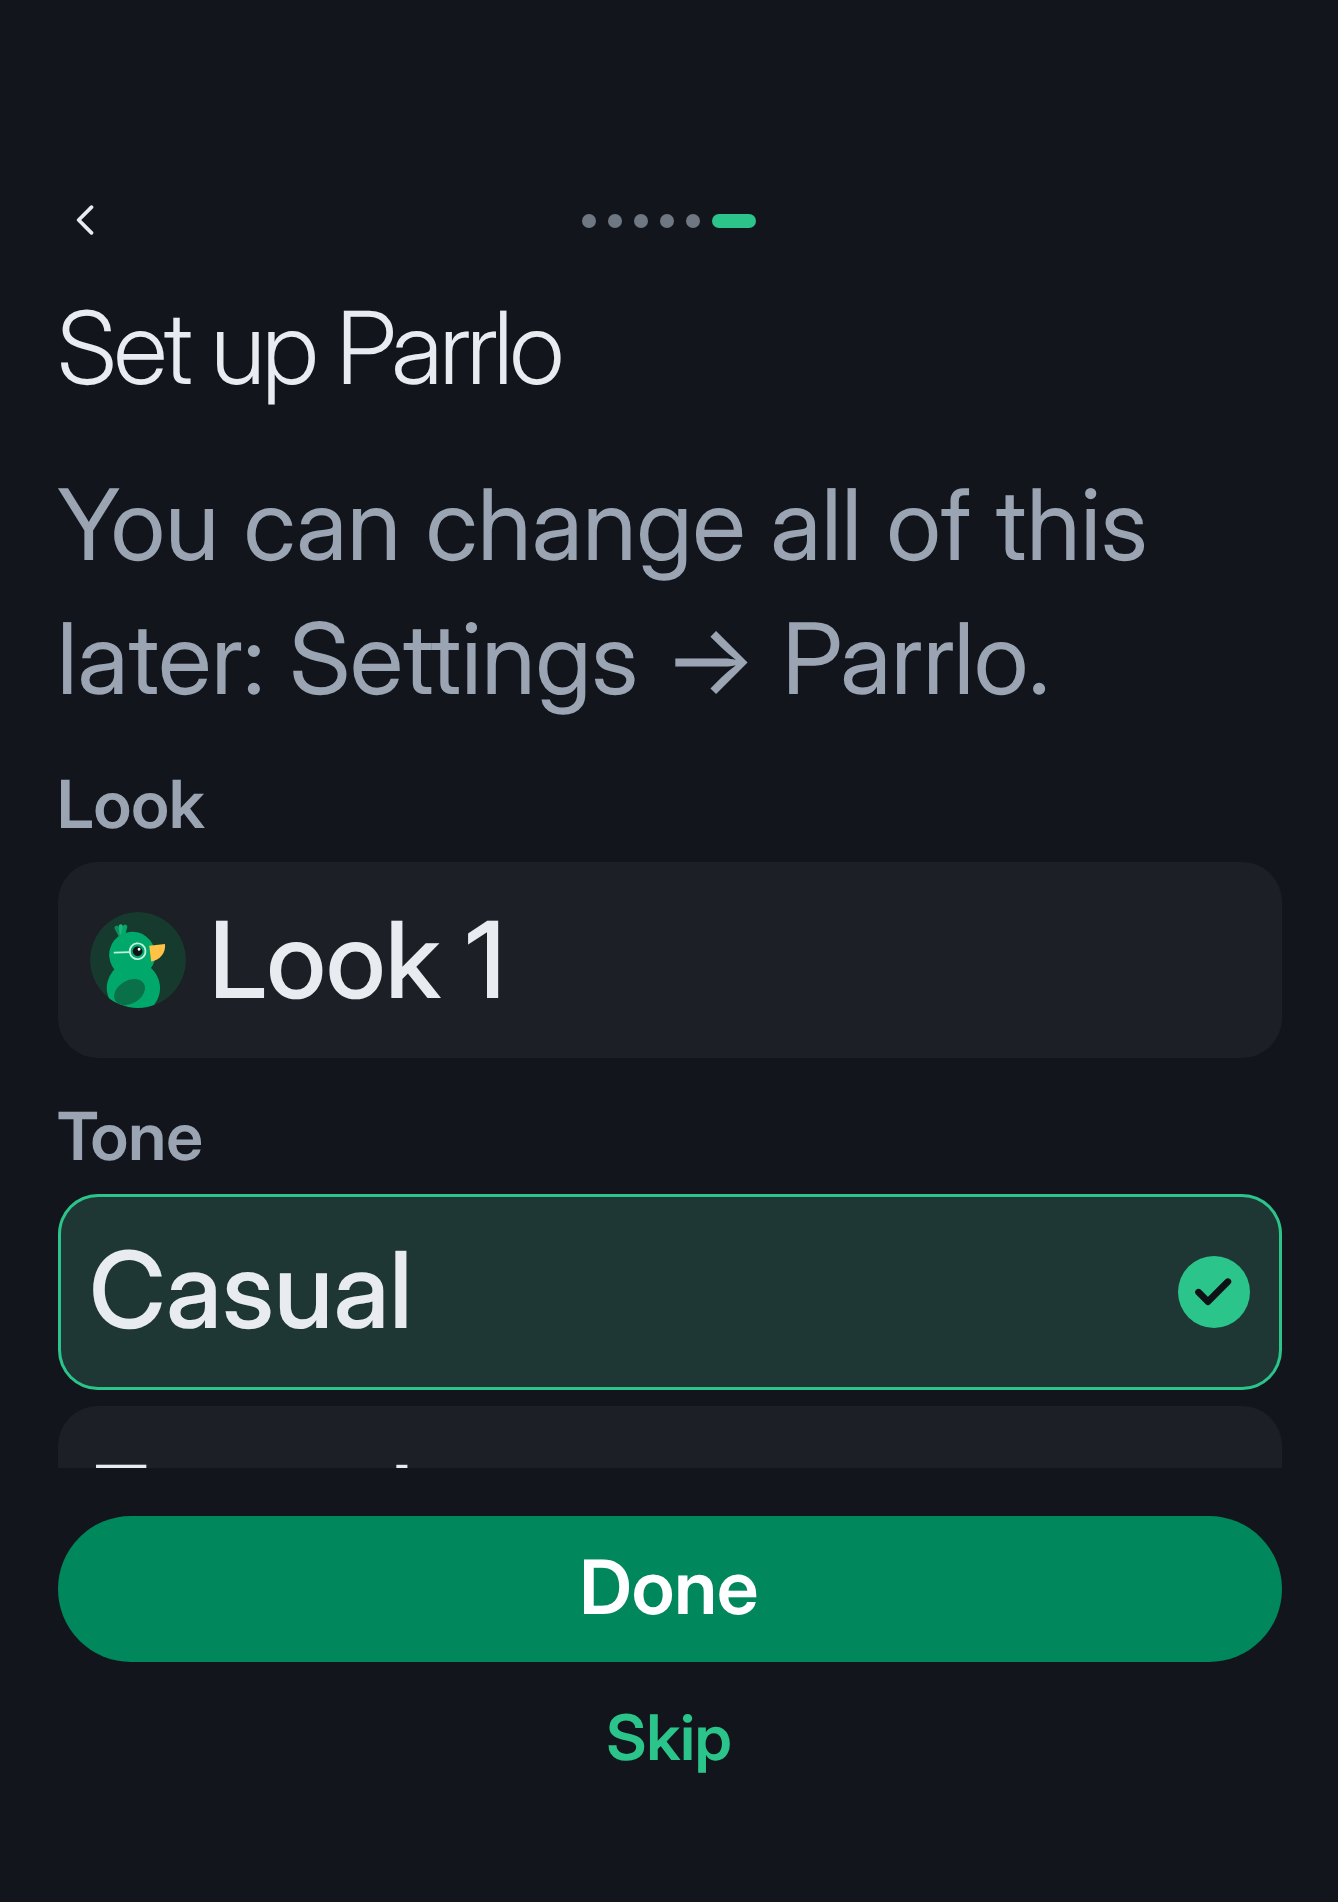 Set up Parrlo
You can change all of this
later: Settings → Parrlo.
Look
Look 1
Tone
Casual
Done
Skip